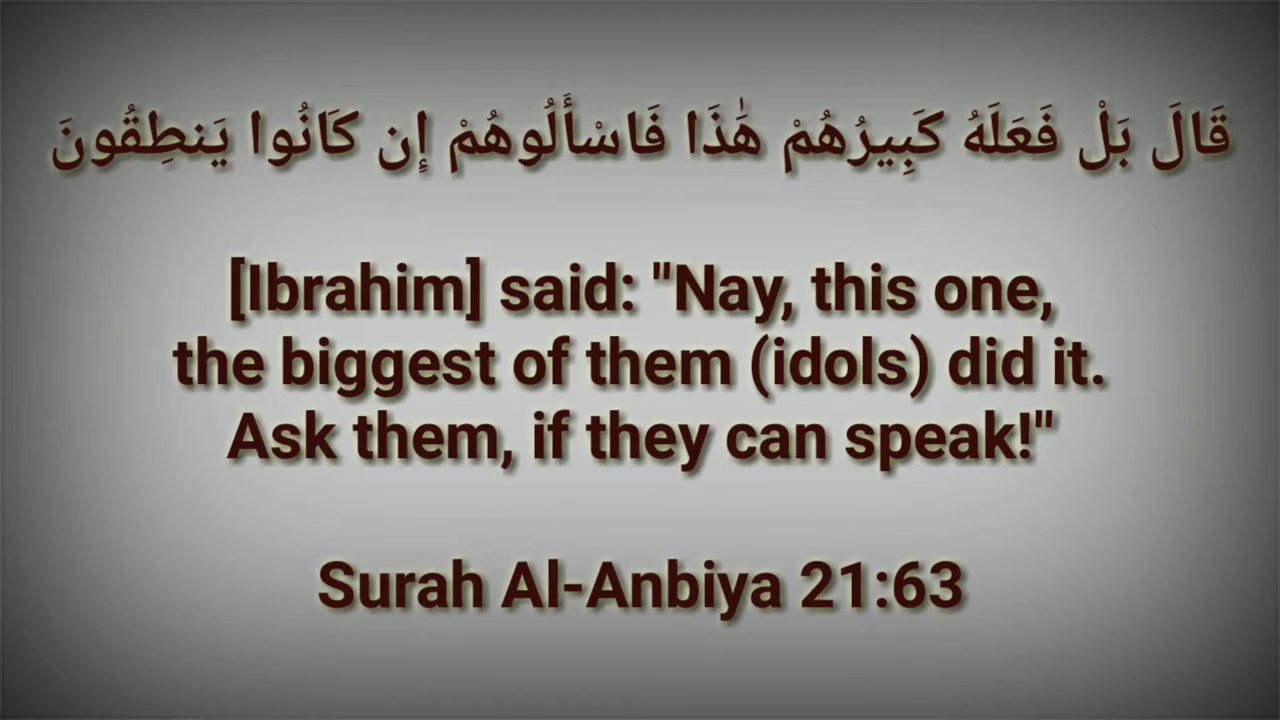 قَالَ بَلْ فَعَلَهُ كَبِيرُهُمْ هَٰذَا فَاسْأَلُوهُمْ إِن كَانُوا يَنطِقُونَ
[Ibrahim] said: "Nay, this one,
the biggest of them (idols) did it.
Ask them, if they can speak!"
Surah Al-Anbiya 21:63